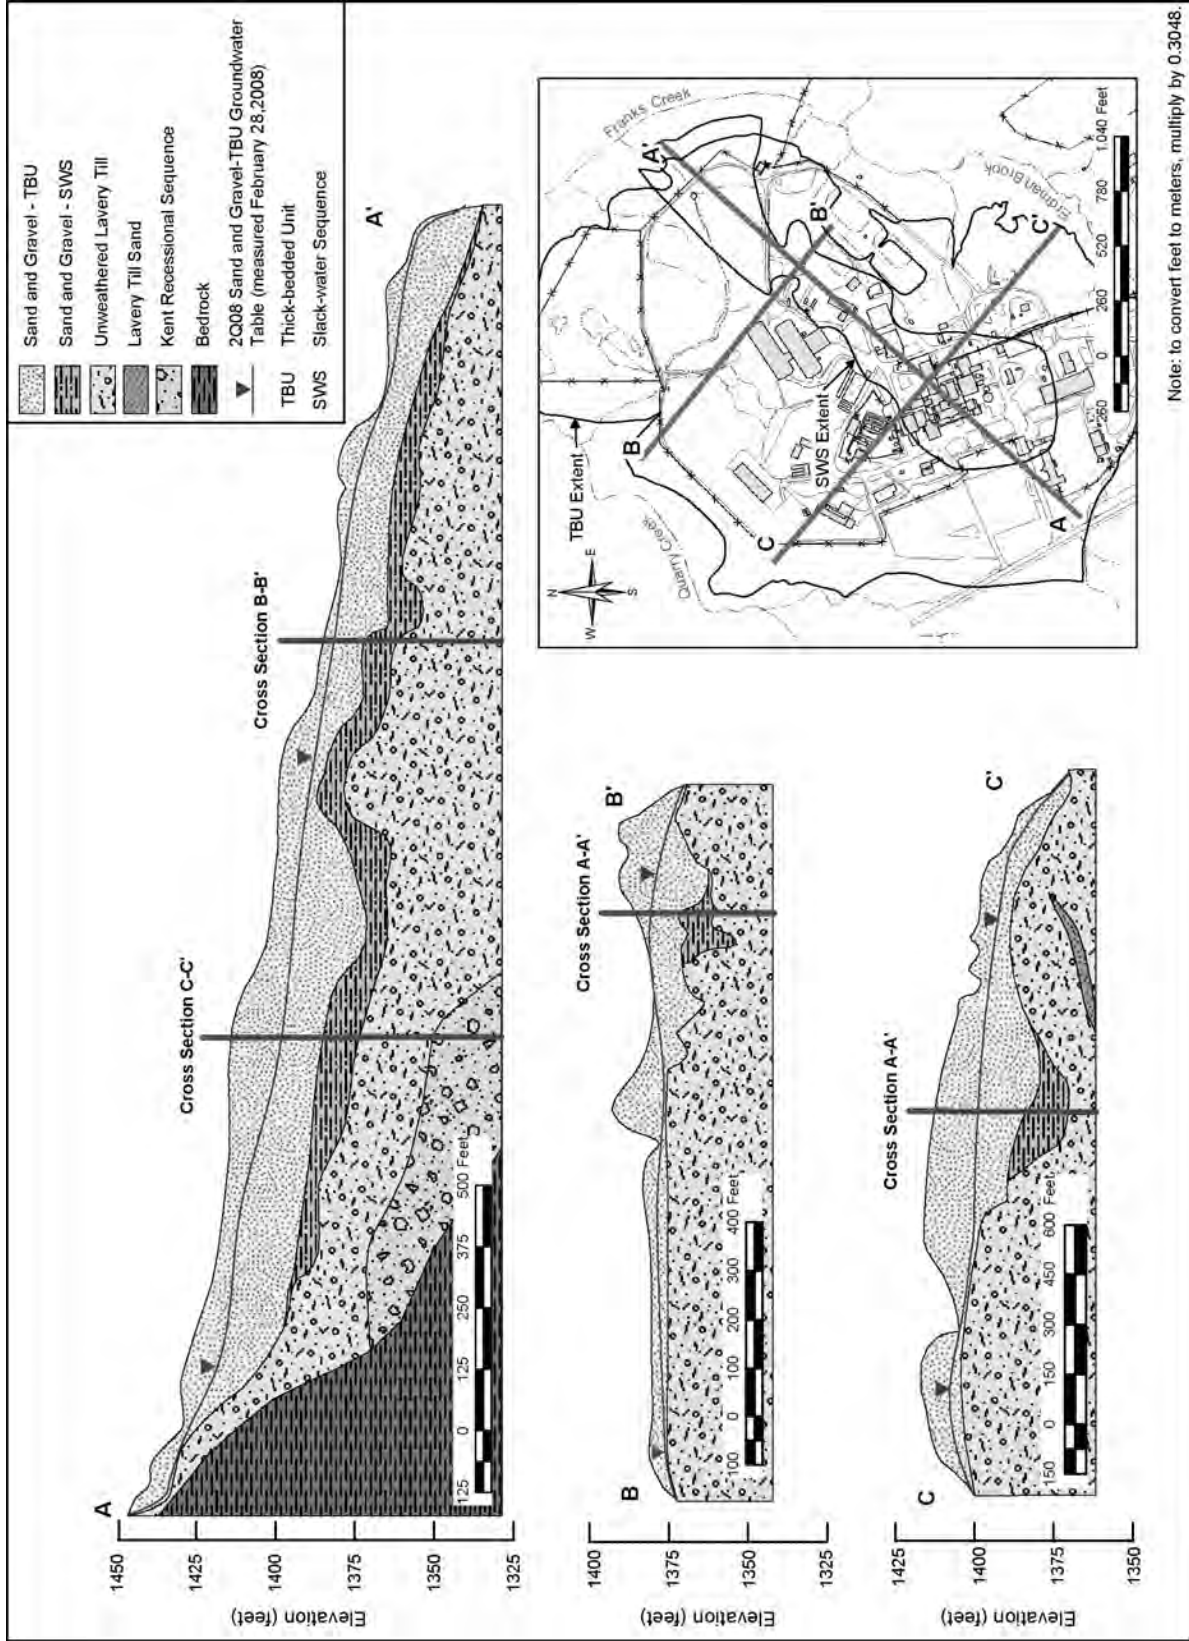 Sand and Gravel - TBU
Sand and Gravel - SWS
Unweathered Lavery Till
Lavery Till Sand
Kent Recessional Sequence
Bedrock
2Q08 Sand and Gravel-TBU Groundwater
Table (measured February 28,2008)
TBU Thick-bedded Unit
SWS Slack-water Sequence
A
A'
Cross Section C-C'
Cross Section B-B'
1450
1425
1400
1375
1350
1325
Elevation (feet)
125 0 125 250 375 500 Feet
B
B'
Cross Section A-A'
1400
1375
1350
1325
Elevation (feet)
100 0 100 200 300 400 Feet
C
C'
Cross Section A-A'
1425
1400
1375
1350
Elevation (feet)
150 0 150 300 450 600 Feet
N
W
E
S
TBU Extent
Quarry Creek
Franks Creek
A'
B
B'
SWS Extent
C
C'
Erdman Brook
A
260 0 260 520 780 1,040 Feet
Note: to convert feet to meters, multiply by 0.3048.